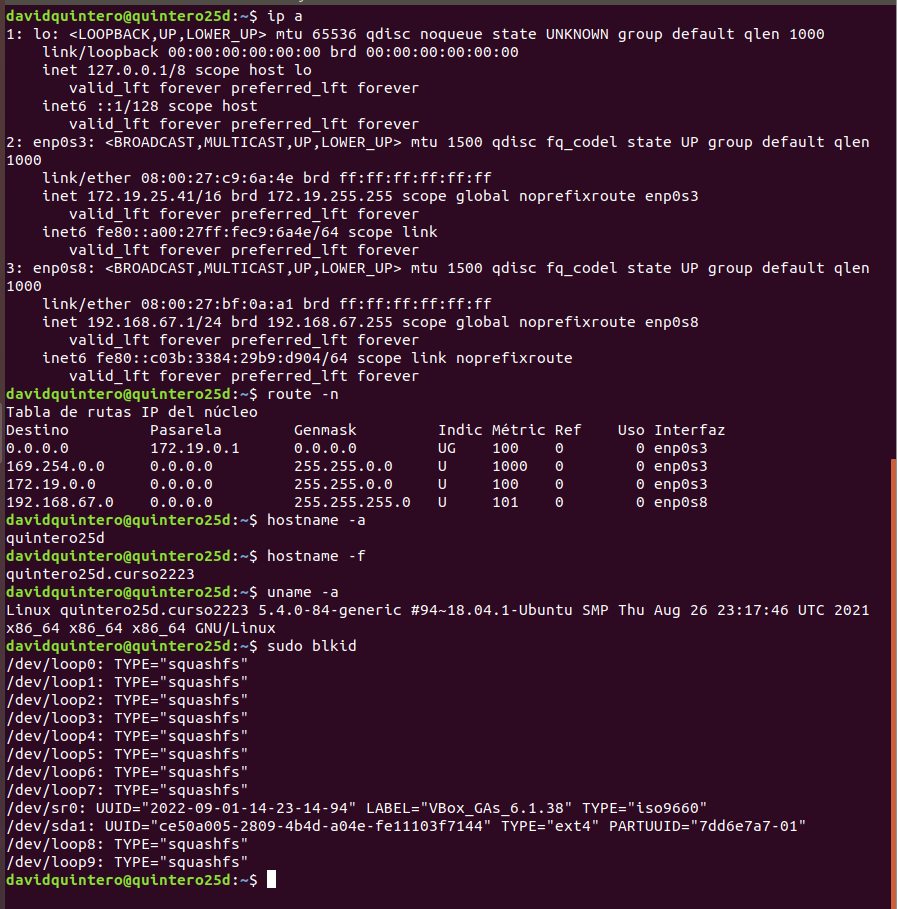 davidquintero@quintero25d:~$ ip a
1: lo: <LOOPBACK,UP,LOWER_UP> mtu 65536 qdisc noqueue state UNKNOWN group default qlen 1000
    link/loopback 00:00:00:00:00:00 brd 00:00:00:00:00:00
    inet 127.0.0.1/8 scope host lo
       valid_lft forever preferred_lft forever
    inet6 ::1/128 scope host
       valid_lft forever preferred_lft forever
2: enp0s3: <BROADCAST,MULTICAST,UP,LOWER_UP> mtu 1500 qdisc fq_codel state UP group default qlen
1000
    link/ether 08:00:27:c9:6a:4e brd ff:ff:ff:ff:ff:ff
    inet 172.19.25.41/16 brd 172.19.255.255 scope global noprefixroute enp0s3
       valid_lft forever preferred_lft forever
    inet6 fe80::a00:27ff:fec9:6a4e/64 scope link
       valid_lft forever preferred_lft forever
3: enp0s8: <BROADCAST,MULTICAST,UP,LOWER_UP> mtu 1500 qdisc fq_codel state UP group default qlen
1000
    link/ether 08:00:27:bf:0a:a1 brd ff:ff:ff:ff:ff:ff
    inet 192.168.67.1/24 brd 192.168.67.255 scope global noprefixroute enp0s8
       valid_lft forever preferred_lft forever
    inet6 fe80::c03b:3384:29b9:d904/64 scope link noprefixroute
       valid_lft forever preferred_lft forever
davidquintero@quintero25d:~$ route -n
Tabla de rutas IP del núcleo
Destino         Pasarela        Genmask         Indic Métric Ref    Uso Interfaz
0.0.0.0         172.19.0.1      0.0.0.0         UG    100    0        0 enp0s3
169.254.0.0     0.0.0.0         255.255.0.0     U     1000   0        0 enp0s3
172.19.0.0      0.0.0.0         255.255.0.0     U     100    0        0 enp0s3
192.168.67.0    0.0.0.0         255.255.255.0   U     101    0        0 enp0s8
davidquintero@quintero25d:~$ hostname -a
quintero25d
davidquintero@quintero25d:~$ hostname -f
quintero25d.curso2223
davidquintero@quintero25d:~$ uname -a
Linux quintero25d.curso2223 5.4.0-84-generic #94~18.04.1-Ubuntu SMP Thu Aug 26 23:17:46 UTC 2021
x86_64 x86_64 x86_64 GNU/Linux
davidquintero@quintero25d:~$ sudo blkid
/dev/loop0: TYPE="squashfs"
/dev/loop1: TYPE="squashfs"
/dev/loop2: TYPE="squashfs"
/dev/loop3: TYPE="squashfs"
/dev/loop4: TYPE="squashfs"
/dev/loop5: TYPE="squashfs"
/dev/loop6: TYPE="squashfs"
/dev/loop7: TYPE="squashfs"
/dev/sr0: UUID="2022-09-01-14-23-14-94" LABEL="VBox_GAs_6.1.38" TYPE="iso9660"
/dev/sda1: UUID="ce50a005-2809-4b4d-a04e-fe11103f7144" TYPE="ext4" PARTUUID="7dd6e7a7-01"
/dev/loop8: TYPE="squashfs"
/dev/loop9: TYPE="squashfs"
davidquintero@quintero25d:~$